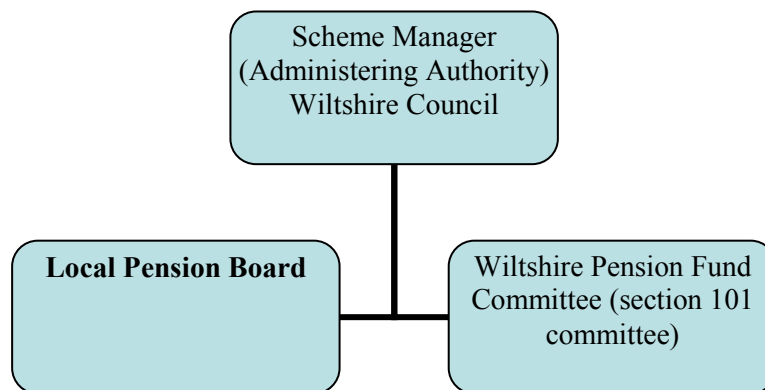 Scheme Manager
(Administering Authority)
Wiltshire Council
Local Pension Board
Wiltshire Pension Fund
Committee (section 101
committee)